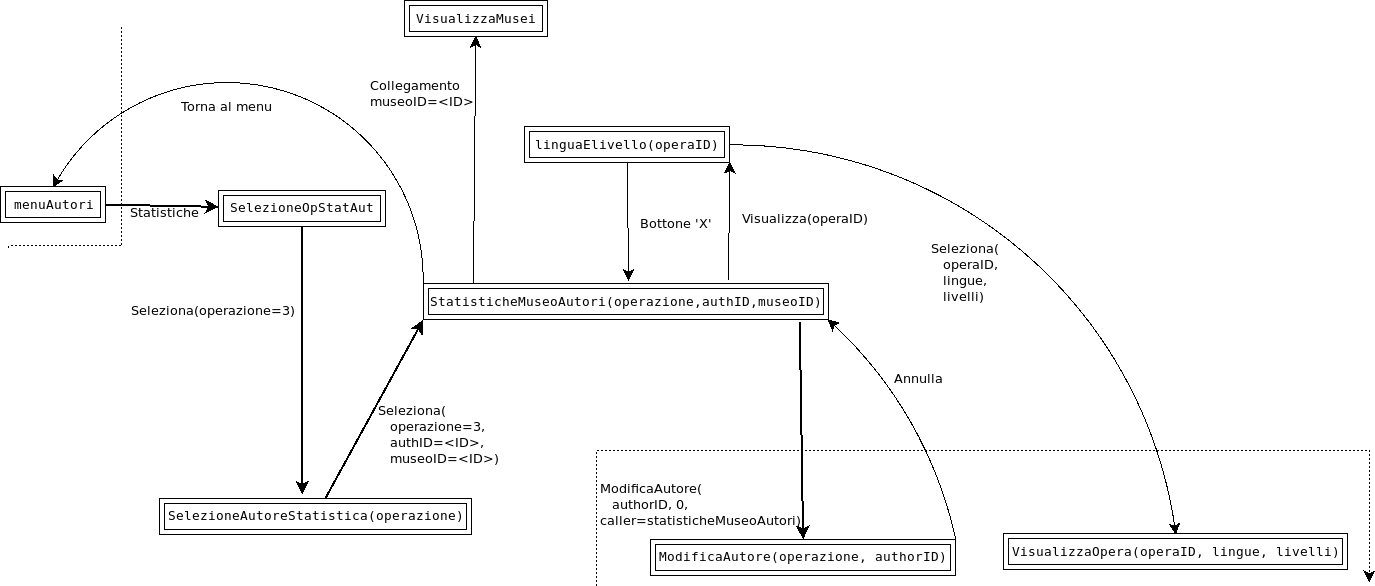 VisualizzaMusei
Collegamento
museoID=<ID>
Torna al menu
linguaElivello(operaID)
menuAutori
Statistiche
SelezioneOpStatAut
Bottone 'X'
Visualizza(operaID)
Seleziona(
operaID,
lingue,
livelli)
Seleziona(operazione=3)
StatisticheMuseoAutori(operazione,authID,museoID)
Annulla
Seleziona(
operazione=3,
authID=<ID>,
museoID=<ID>)
SelezioneAutoreStatistica(operazione)
ModificaAutore(
authorID, 0,
caller=statisticheMuseoAutori)
ModificaAutore(operazione, authorID)
VisualizzaOpera(operaID, lingue, livelli)